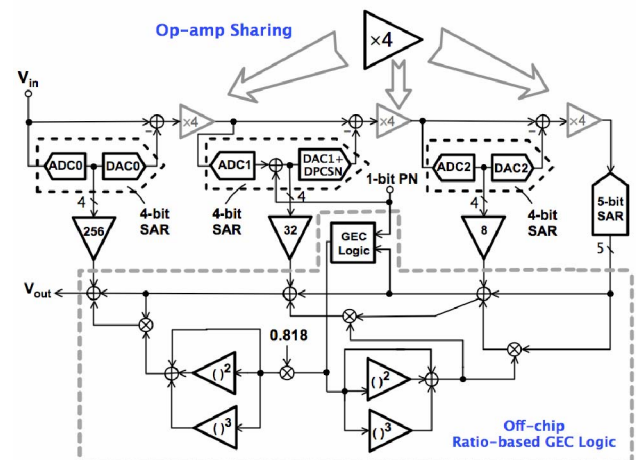 Op-amp Sharing
×4
Vin
×4
×4
×4
ADC0
DAC0
ADC1
DAC1+
DPCSN
ADC2
DAC2
1-bit PN
5-bit
SAR
4
4-bit
SAR
4-bit
SAR
4
4
4-bit
SAR
5
256
32
GEC
Logic
8
Vout
0.818
( )2
( )3
( )2
( )3
Off-chip
Ratio-based GEC Logic